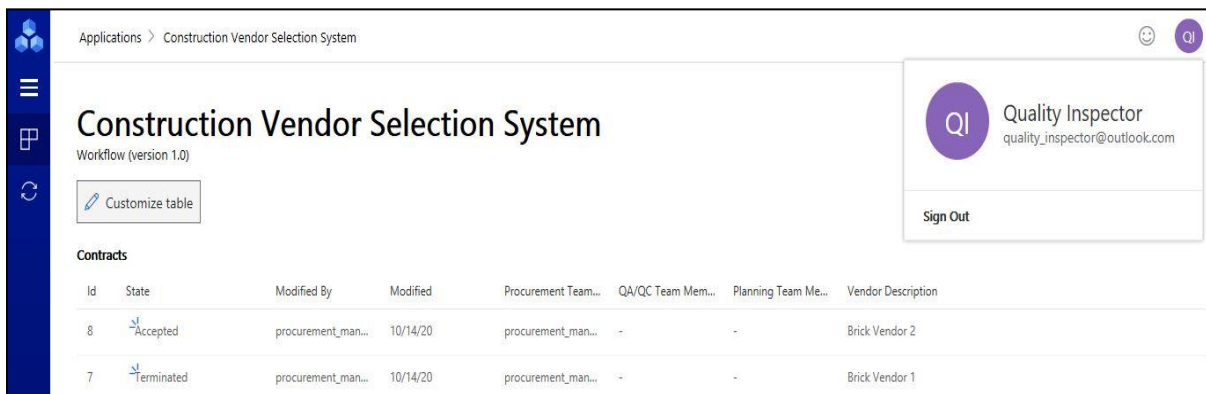 Applications > Construction Vendor Selection System
QI
Construction Vendor Selection System
Workflow (version 1.0)
QI
Quality Inspector
quality_inspector@outlook.com
Sign Out
Customize table
Contracts
Id State Modified By Modified Procurement Team... QA/QC Team Mem... Planning Team Me... Vendor Description
8 Accepted procurement_man... 10/14/20 procurement_man... - - Brick Vendor 2
7 Terminated procurement_man... 10/14/20 procurement_man... - - Brick Vendor 1